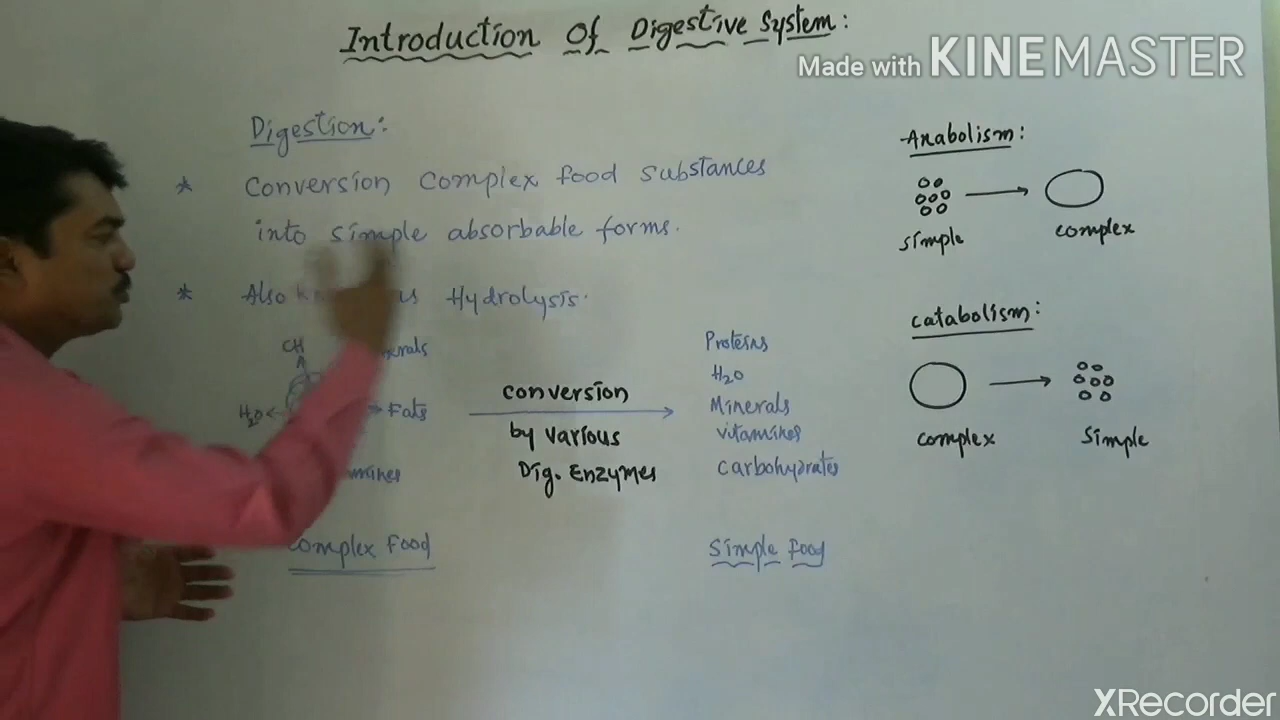 Introduction Of Digestive System:
Made with KINEMASTER
Digestion:
* Conversion Complex food substances
into simple absorbable forms.
* Also Hydrolysis.
CH
H2O Fats
Complex Food
conversion
by various
Dig. Enzymes
Proteins
H2O
Minerals
vitamines
carbohydrates
Simple food
Anabolism:
simple complex
Catabolism:
complex simple
XRecorder